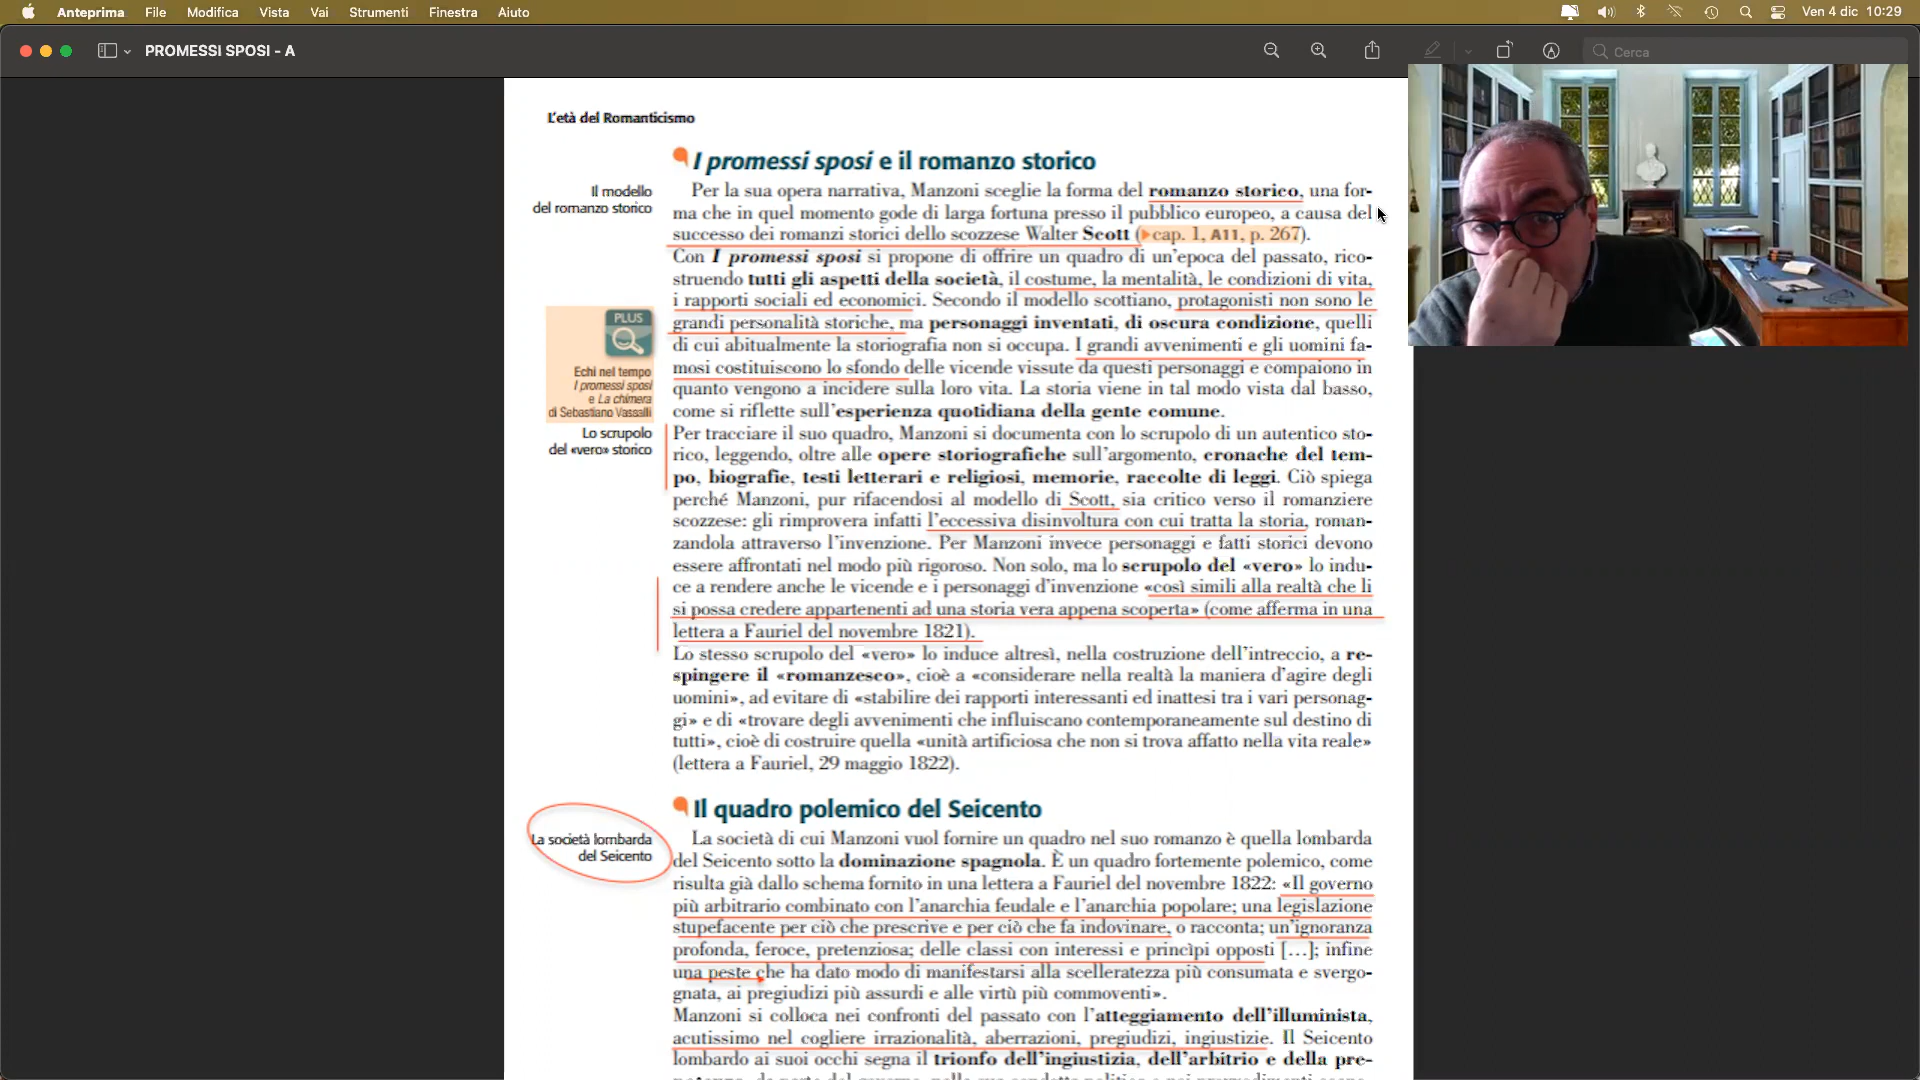 Anteprima File Modifica Vista Vai Strumenti Finestra Aiuto Ven 4 dic 10:29
PROMESSI SPOSI - A
Cerca
L'età del Romanticismo
I promessi sposi e il romanzo storico
Il modello
del romanzo storico
Per la sua opera narrativa, Manzoni sceglie la forma del romanzo storico, una for-
ma che in quel momento gode di larga fortuna presso il pubblico europeo, a causa del
successo dei romanzi storici dello scozzese Walter Scott (▶cap. 1, A11, p. 267).
Con I promessi sposi si propone di offrire un quadro di un'epoca del passato, rico-
struendo tutti gli aspetti della società, il costume, la mentalità, le condizioni di vita,
i rapporti sociali ed economici. Secondo il modello scottiano, protagonisti non sono le
grandi personalità storiche, ma personaggi inventati, di oscura condizione, quelli
di cui abitualmente la storiografia non si occupa. I grandi avvenimenti e gli uomini fa-
mosi costituiscono lo sfondo delle vicende vissute da questi personaggi e compaiono in
quanto vengono a incidere sulla loro vita. La storia viene in tal modo vista dal basso,
come si riflette sull'esperienza quotidiana della gente comune.
PLUS
Echi nel tempo
I promessi sposi
e La chimera
di Sebastiano Vassalli
Lo scrupolo
del «vero» storico
Per tracciare il suo quadro, Manzoni si documenta con lo scrupolo di un autentico sto-
rico, leggendo, oltre alle opere storiografiche sull'argomento, cronache del tem-
po, biografie, testi letterari e religiosi, memorie, raccolte di leggi. Ciò spiega
perché Manzoni, pur rifacendosi al modello di Scott, sia critico verso il romanziere
scozzese: gli rimprovera infatti l'eccessiva disinvoltura con cui tratta la storia, roman-
zandola attraverso l'invenzione. Per Manzoni invece personaggi e fatti storici devono
essere affrontati nel modo più rigoroso. Non solo, ma lo scrupolo del «vero» lo indu-
ce a rendere anche le vicende e i personaggi d'invenzione «così simili alla realtà che li
si possa credere appartenenti ad una storia vera appena scoperta» (come afferma in una
lettera a Fauriel del novembre 1821).
Lo stesso scrupolo del «vero» lo induce altresì, nella costruzione dell'intreccio, a re-
spingere il «romanzesco», cioè a «considerare nella realtà la maniera d'agire degli
uomini», ad evitare di «stabilire dei rapporti interessanti ed inattesi tra i vari personag-
gi» e di «trovare degli avvenimenti che influiscano contemporaneamente sul destino di
tutti», cioè di costruire quella «unità artificiosa che non si trova affatto nella vita reale»
(lettera a Fauriel, 29 maggio 1822).
Il quadro polemico del Seicento
La società lombarda
del Seicento
La società di cui Manzoni vuol fornire un quadro nel suo romanzo è quella lombarda
del Seicento sotto la dominazione spagnola. È un quadro fortemente polemico, come
risulta già dallo schema fornito in una lettera a Fauriel del novembre 1822: «Il governo
più arbitrario combinato con l'anarchia feudale e l'anarchia popolare; una legislazione
stupefacente per ciò che prescrive e per ciò che fa indovinare, o racconta; un'ignoranza
profonda, feroce, pretenziosa; delle classi con interessi e princìpi opposti [...]; infine
una peste che ha dato modo di manifestarsi alla scelleratezza più consumata e svergo-
gnata, ai pregiudizi più assurdi e alle virtù più commoventi».
Manzoni si colloca nei confronti del passato con l'atteggiamento dell'illuminista,
acutissimo nel cogliere irrazionalità, aberrazioni, pregiudizi, ingiustizie. Il Seicento
lombardo ai suoi occhi segna il trionfo dell'ingiustizia, dell'arbitrio e della pre-